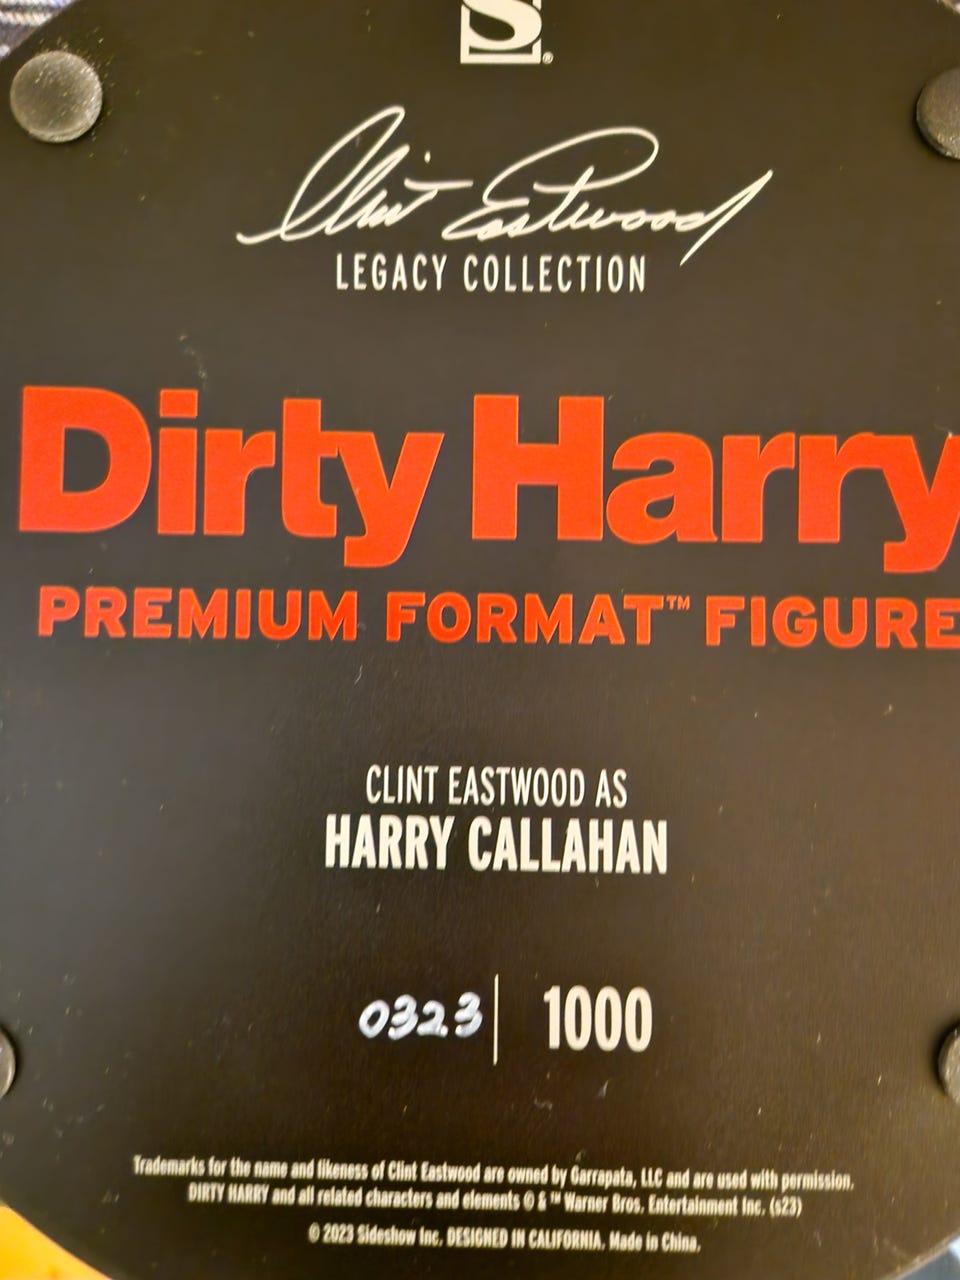 S®
Clint Eastwood
LEGACY COLLECTION
Dirty Harry
PREMIUM FORMAT™ FIGURE
CLINT EASTWOOD AS
HARRY CALLAHAN
0323 | 1000
Trademarks for the name and likeness of Clint Eastwood are owned by Garrapata, LLC and are used with permission.
DIRTY HARRY and all related characters and elements © & ™ Warner Bros. Entertainment Inc. (s23)
© 2023 Sideshow Inc. DESIGNED IN CALIFORNIA. Made in China.